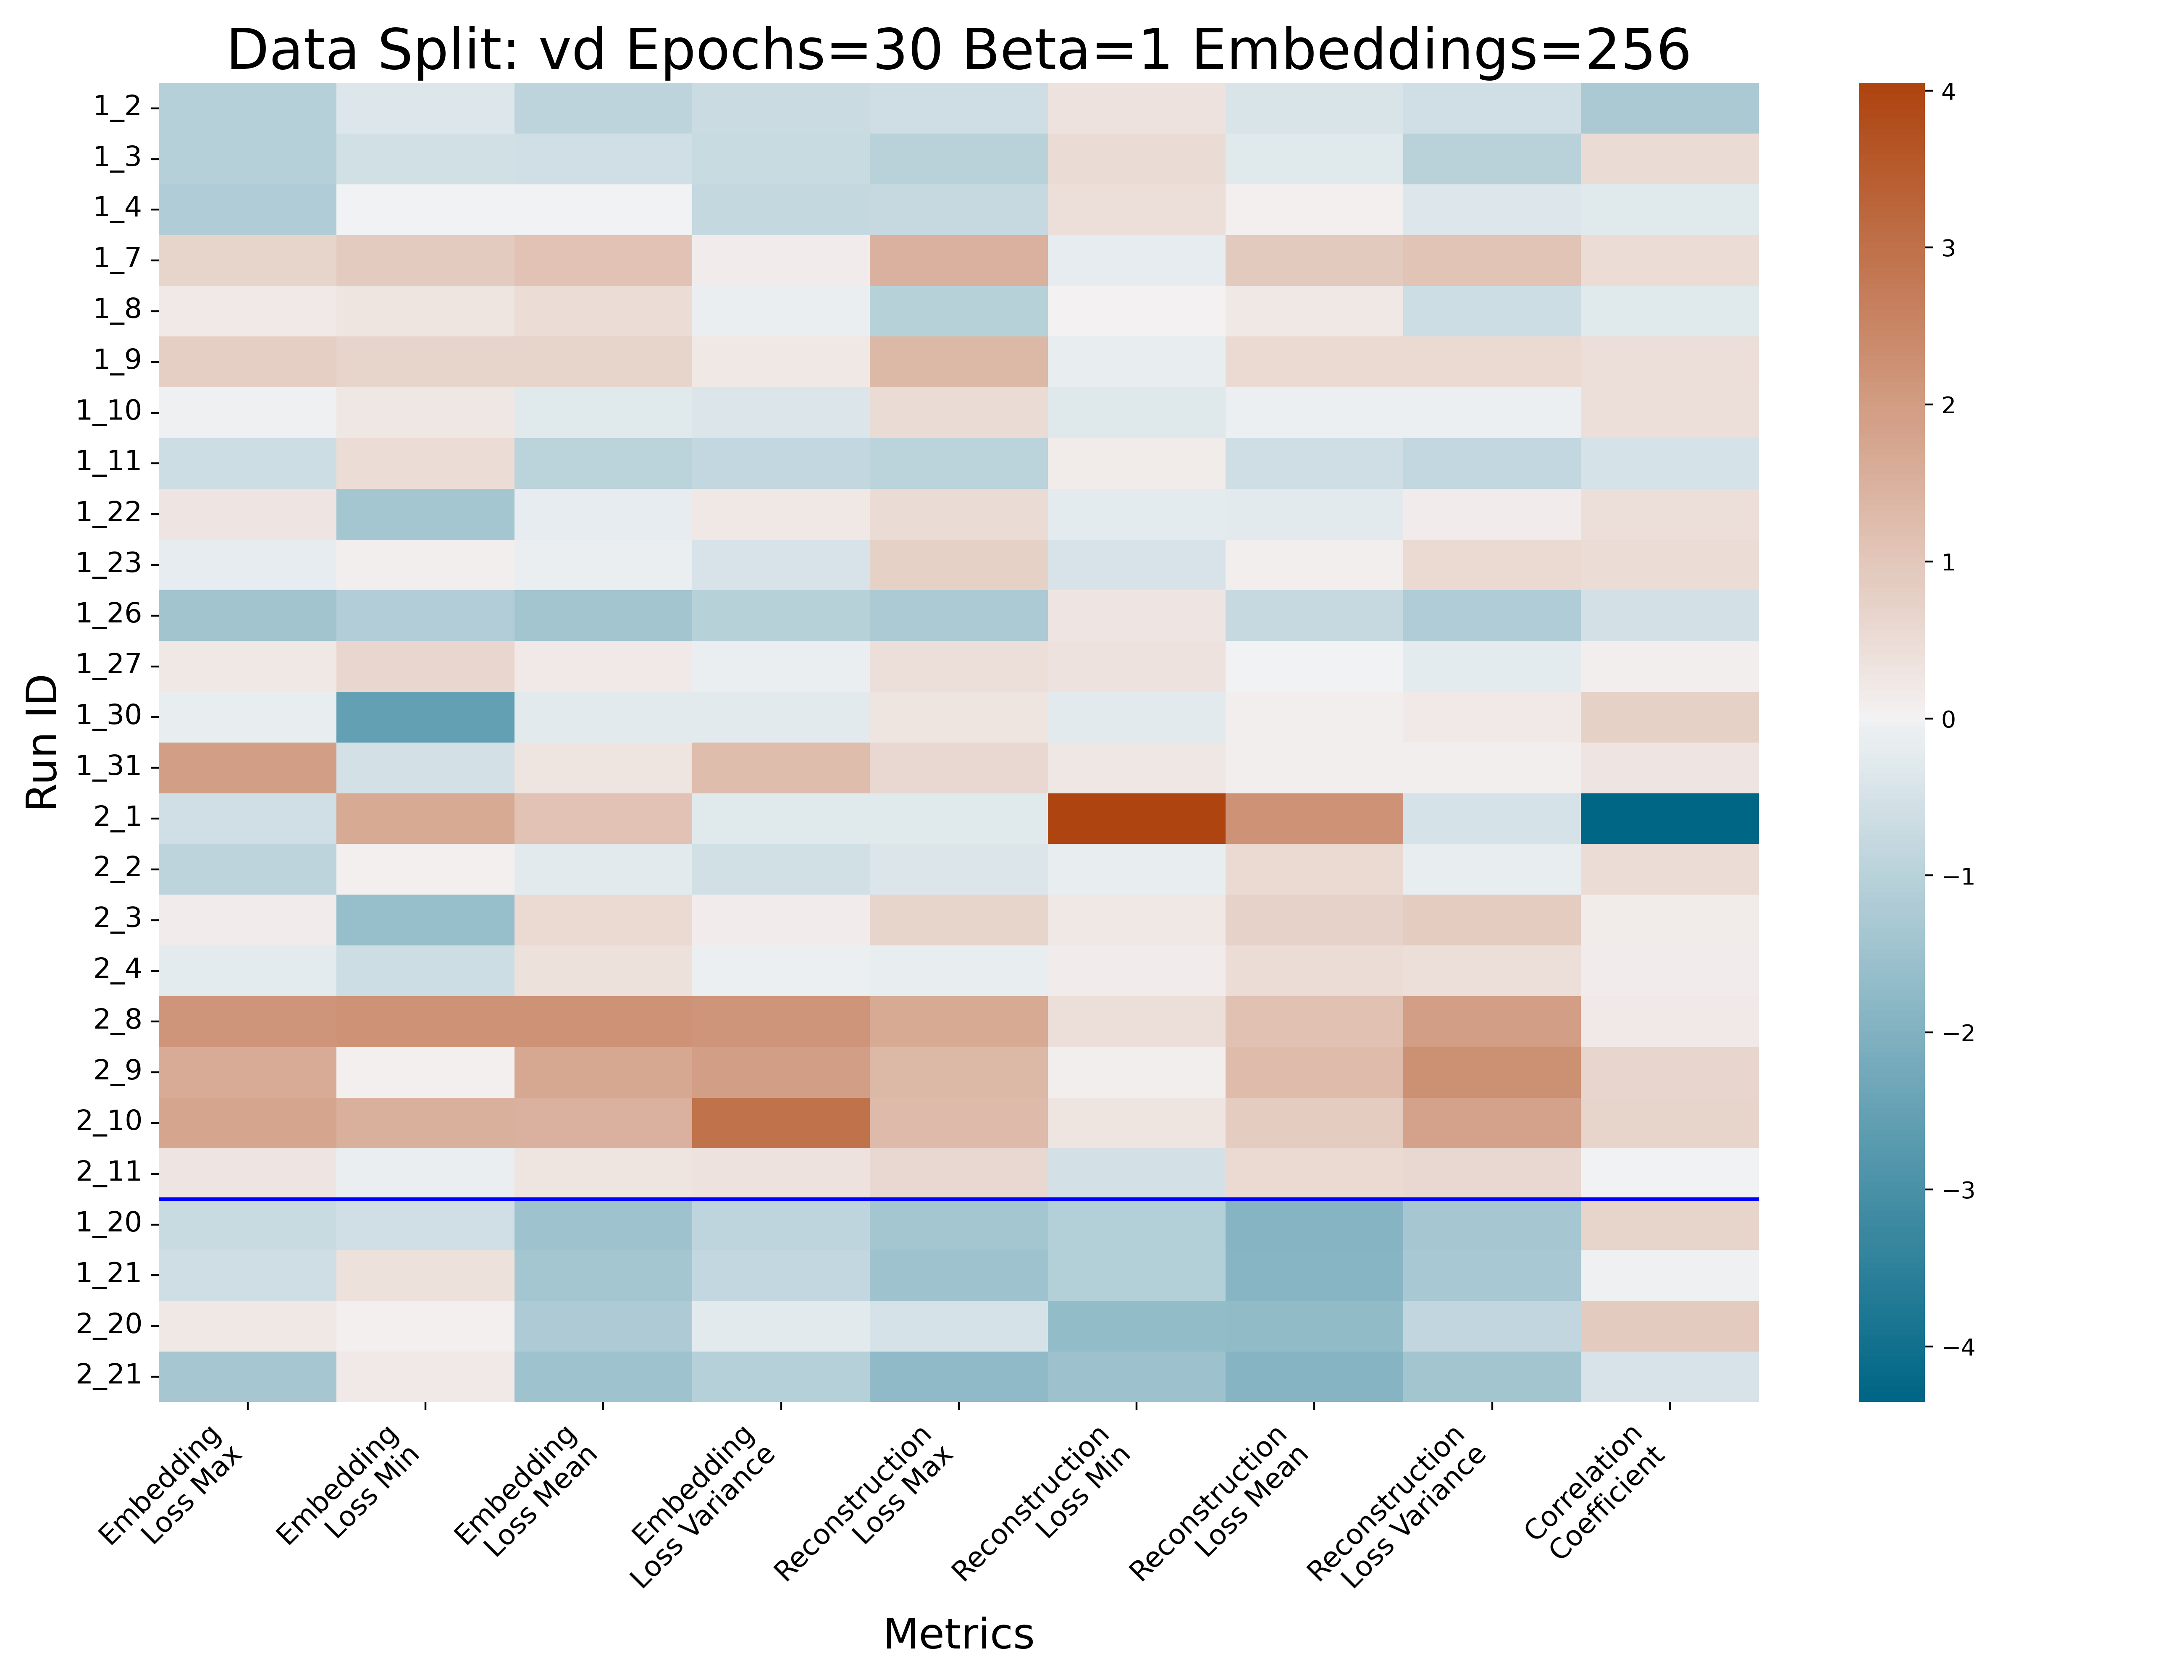 Data Split: vd Epochs=30 Beta=1 Embeddings=256
Run ID
1_2
1_3
1_4
1_7
1_8
1_9
1_10
1_11
1_22
1_23
1_26
1_27
1_30
1_31
2_1
2_2
2_3
2_4
2_8
2_9
2_10
2_11
1_20
1_21
2_20
2_21
Embedding
Loss Max
Embedding
Loss Min
Embedding
Loss Mean
Embedding
Loss Variance
Reconstruction
Loss Max
Reconstruction
Loss Min
Reconstruction
Loss Mean
Reconstruction
Loss Variance
Correlation
Coefficient
Metrics
4
3
2
1
0
−1
−2
−3
−4